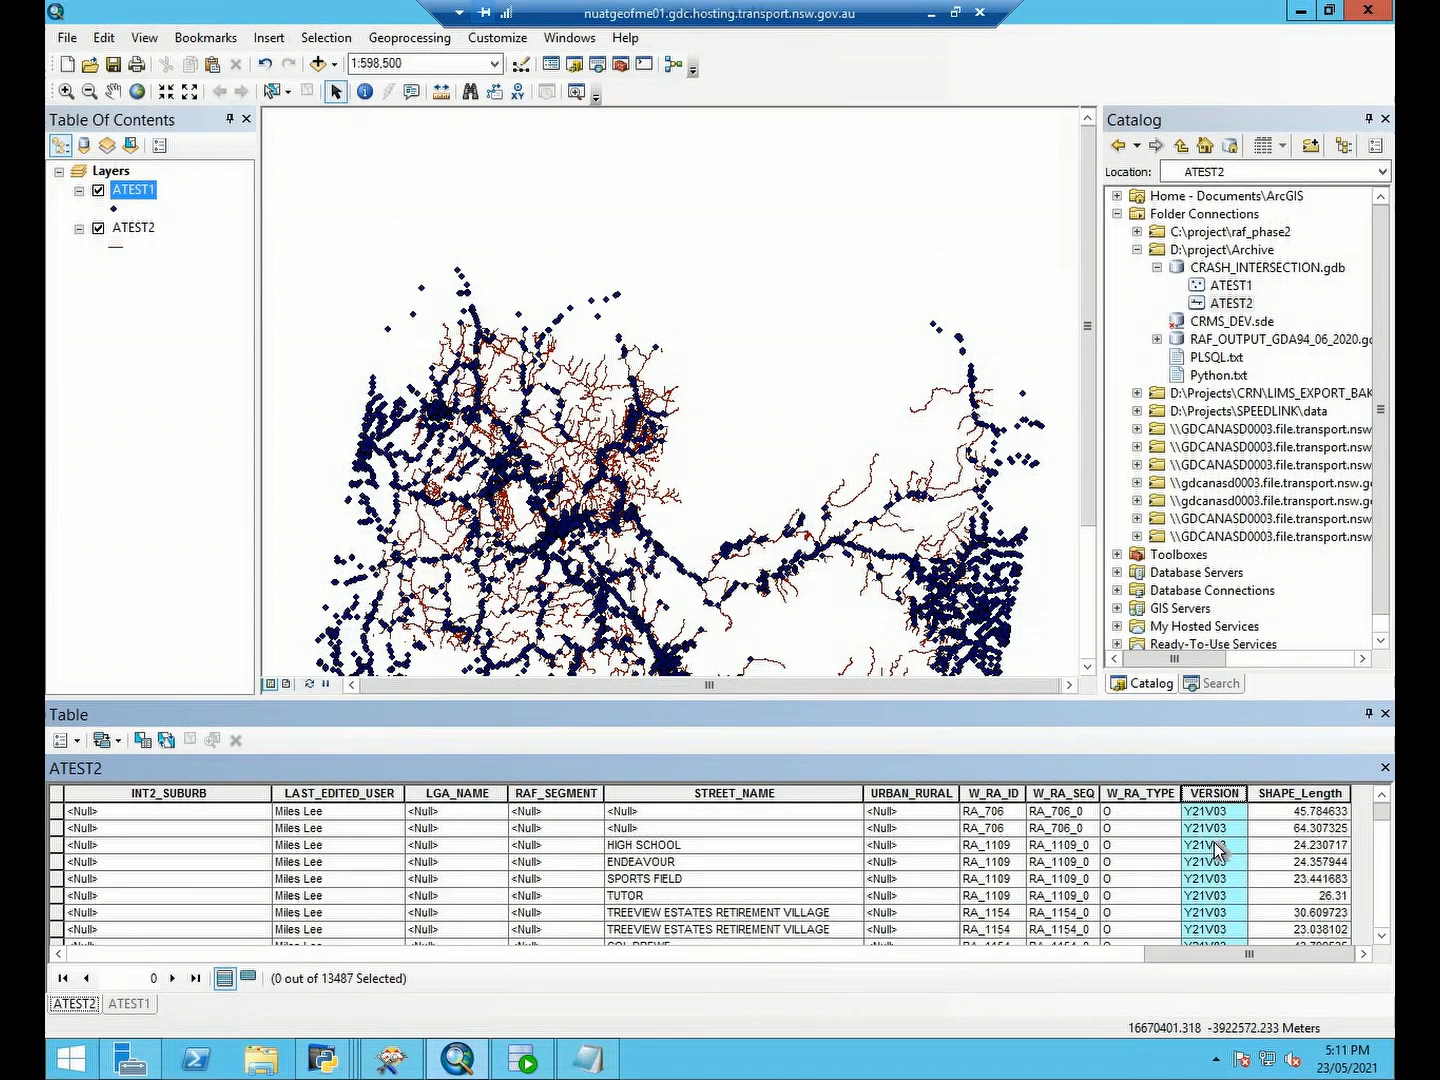 nuatgeofme01.gdc.hosting.transport.nsw.gov.au
File Edit View Bookmarks Insert Selection Geoprocessing Customize Windows Help
1:598,500
Table Of Contents
Layers
ATEST1
ATEST2
Catalog
Location: ATEST2
Home - Documents\ArcGIS
Folder Connections
C:\project\raf_phase2
D:\project\Archive
CRASH_INTERSECTION.gdb
ATEST1
ATEST2
CRMS_DEV.sde
RAF_OUTPUT_GDA94_06_2020.gc
PLSQL.txt
Python.txt
D:\Projects\CRN\LIMS_EXPORT_BAK
D:\Projects\SPEEDLINK\data
\\GDCANASD0003.file.transport.nsw
\\GDCANASD0003.file.transport.nsw
\\GDCANASD0003.file.transport.nsw
\\gdcanasd0003.file.transport.nsw.gc
\\gdcanasd0003.file.transport.nsw.gc
\\GDCANASD0003.file.transport.nsw
\\GDCANASD0003.file.transport.nsw
Toolboxes
Database Servers
Database Connections
GIS Servers
My Hosted Services
Ready-To-Use Services
Catalog Search
Table
ATEST2
INT2_SUBURB LAST_EDITED_USER LGA_NAME RAF_SEGMENT STREET_NAME URBAN_RURAL W_RA_ID W_RA_SEQ W_RA_TYPE VERSION SHAPE_Length
<Null> Miles Lee <Null> <Null> <Null> <Null> RA_706 RA_706_0 O Y21V03 45.784633
<Null> Miles Lee <Null> <Null> <Null> <Null> RA_706 RA_706_0 O Y21V03 64.307325
<Null> Miles Lee <Null> <Null> HIGH SCHOOL <Null> RA_1109 RA_1109_0 O Y21V03 24.230717
<Null> Miles Lee <Null> <Null> ENDEAVOUR <Null> RA_1109 RA_1109_0 O Y21V03 24.357944
<Null> Miles Lee <Null> <Null> SPORTS FIELD <Null> RA_1109 RA_1109_0 O Y21V03 23.441683
<Null> Miles Lee <Null> <Null> TUTOR <Null> RA_1109 RA_1109_0 O Y21V03 26.31
<Null> Miles Lee <Null> <Null> TREEVIEW ESTATES RETIREMENT VILLAGE <Null> RA_1154 RA_1154_0 O Y21V03 30.609723
<Null> Miles Lee <Null> <Null> TREEVIEW ESTATES RETIREMENT VILLAGE <Null> RA_1154 RA_1154_0 O Y21V03 23.038102
0 (0 out of 13487 Selected)
ATEST2 ATEST1
16670401.318 -3922572.233 Meters
5:11 PM
23/05/2021